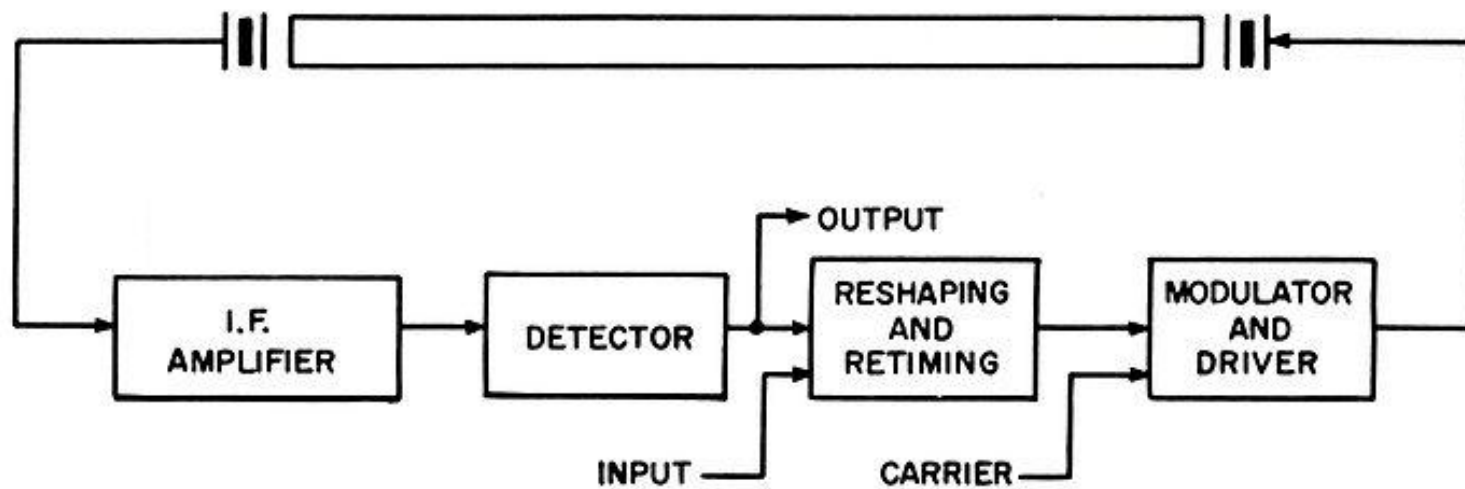 OUTPUT
I.F.
AMPLIFIER
DETECTOR
RESHAPING
AND
RETIMING
MODULATOR
AND
DRIVER
INPUT
CARRIER